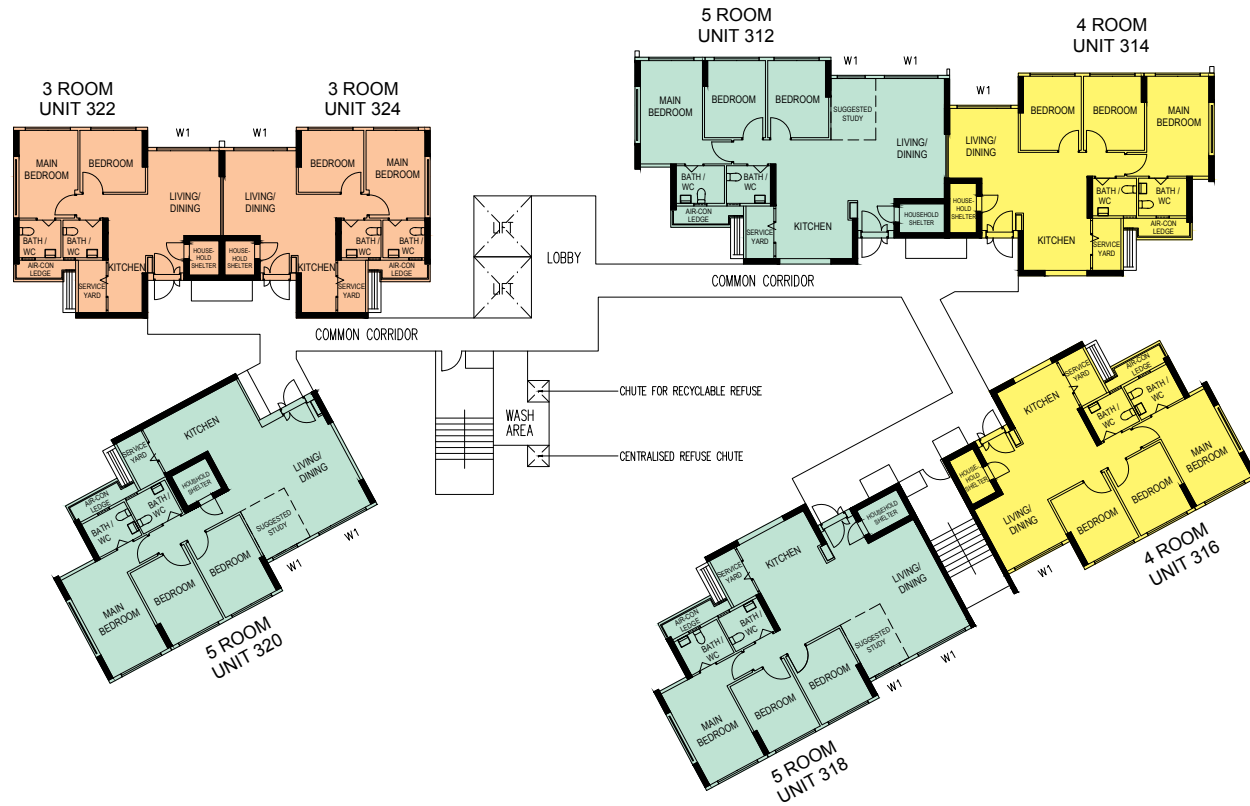 5 ROOM
UNIT 312
4 ROOM
UNIT 314
3 ROOM
UNIT 322
3 ROOM
UNIT 324
W1
W1
MAIN
BEDROOM
BEDROOM
MAIN
BEDROOM
BEDROOM
LIVING/
DINING
LIVING/
DINING
BATH /
WC
BATH /
WC
BATH /
WC
BATH /
WC
HOUSE-
HOLD
SHELTER
HOUSE-
HOLD
SHELTER
AIR-CON
LEDGE
AIR-CON
LEDGE
KITCHEN
KITCHEN
SERVICE
YARD
SERVICE
YARD
W1
W1
MAIN
BEDROOM
BEDROOM
BEDROOM
SUGGESTED
STUDY
LIVING/
DINING
BATH /
WC
BATH /
WC
AIR-CON
LEDGE
SERVICE
YARD
KITCHEN
HOUSEHOLD
SHELTER
W1
BEDROOM
BEDROOM
MAIN
BEDROOM
LIVING/
DINING
HOUSE-
HOLD
SHELTER
BATH /
WC
BATH /
WC
AIR-CON
LEDGE
KITCHEN
SERVICE
YARD
LIFT
LIFT
LOBBY
COMMON CORRIDOR
COMMON CORRIDOR
CHUTE FOR RECYCLABLE REFUSE
WASH
AREA
CENTRALISED REFUSE CHUTE
KITCHEN
SERVICE
YARD
HOUSEHOLD
SHELTER
LIVING/
DINING
AIR-CON
LEDGE
BATH /
WC
BATH /
WC
SUGGESTED
STUDY
W1
W1
BEDROOM
BEDROOM
MAIN
BEDROOM
5 ROOM
UNIT 320
AIR-CON
LEDGE
SERVICE
YARD
KITCHEN
BATH /
WC
BATH /
WC
HOUSE-
HOLD
SHELTER
LIVING/
DINING
BEDROOM
BEDROOM
MAIN
BEDROOM
W1
4 ROOM
UNIT 316
HOUSEHOLD
SHELTER
KITCHEN
SERVICE
YARD
LIVING/
DINING
AIR-CON
LEDGE
BATH /
WC
BATH /
WC
SUGGESTED
STUDY
W1
W1
BEDROOM
BEDROOM
MAIN
BEDROOM
5 ROOM
UNIT 318